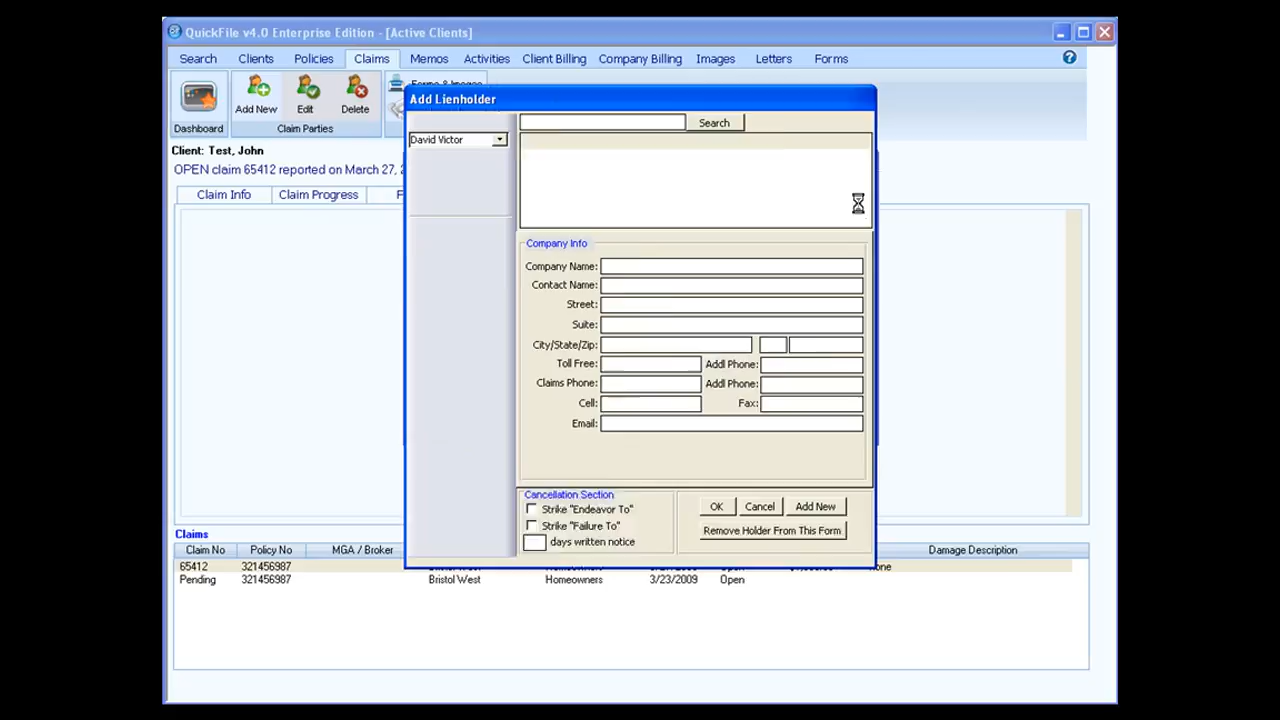 QuickFile v4.0 Enterprise Edition - [Active Clients]
Search Clients Policies Claims Memos Activities Client Billing Company Billing Images Letters Forms
Add New Edit Delete
Dashboard Claim Parties
Add Lienholder
Client: Test, John
OPEN claim 65412 reported on March 27, 2
Claim Info Claim Progress F
David Victor
Search
Company Info
Company Name:
Contact Name:
Street:
Suite:
City/State/Zip:
Toll Free: Addl Phone:
Claims Phone: Addl Phone:
Cell: Fax:
Email:
Cancellation Section
Strike "Endeavor To"
Strike "Failure To"
days written notice
OK Cancel Add New
Remove Holder From This Form
Claims
Claim No Policy No MGA / Broker Damage Description
65412 321456987 Bristol West Homeowners None
Pending 321456987 Bristol West Homeowners 3/23/2009 Open